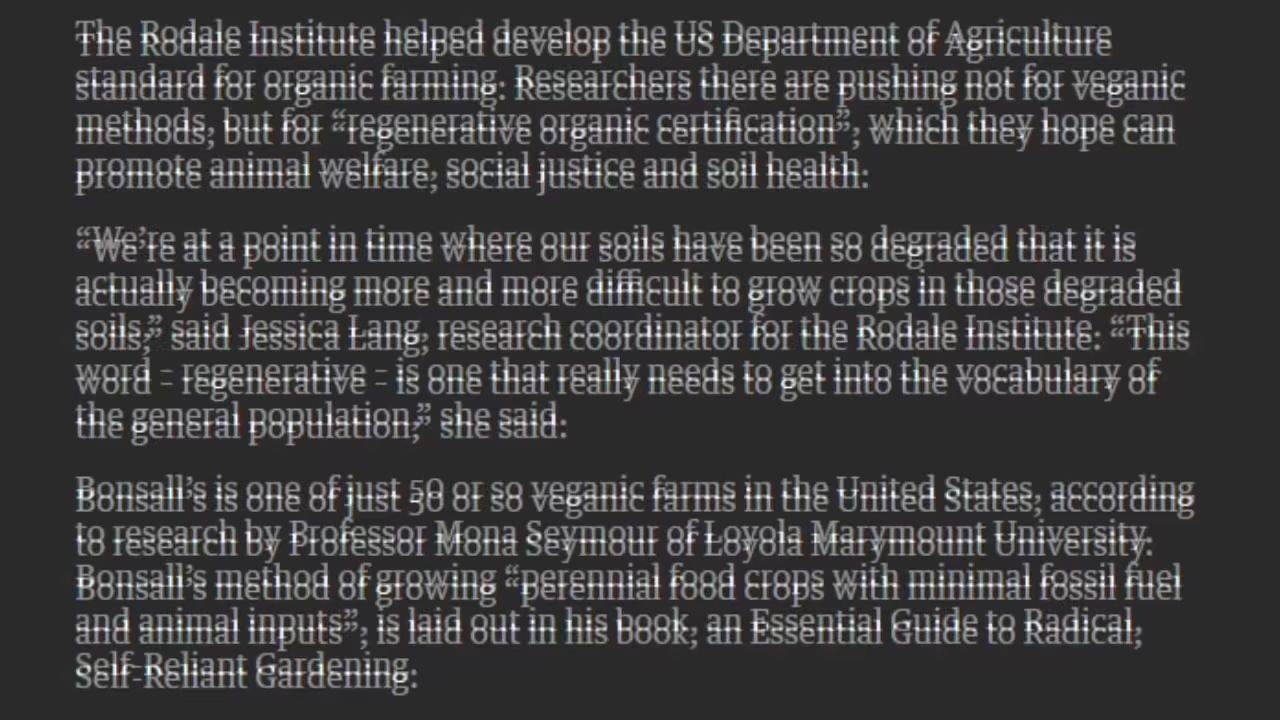 The Rodale Institute helped develop the US Department of Agriculture
standard for organic farming. Researchers there are pushing not for veganic
methods, but for “regenerative organic certification”, which they hope can
promote animal welfare, social justice and soil health.
“We’re at a point in time where our soils have been so degraded that it is
actually becoming more and more difficult to grow crops in those degraded
soils,” said Jessica Lang, research coordinator for the Rodale Institute. “This
word – regenerative – is one that really needs to get into the vocabulary of
the general population,” she said.
Bonsall’s is one of just 50 or so veganic farms in the United States, according
to research by Professor Mona Seymour of Loyola Marymount University.
Bonsall’s method of growing “perennial food crops with minimal fossil fuel
and animal inputs”, is laid out in his book, an Essential Guide to Radical,
Self-Reliant Gardening.